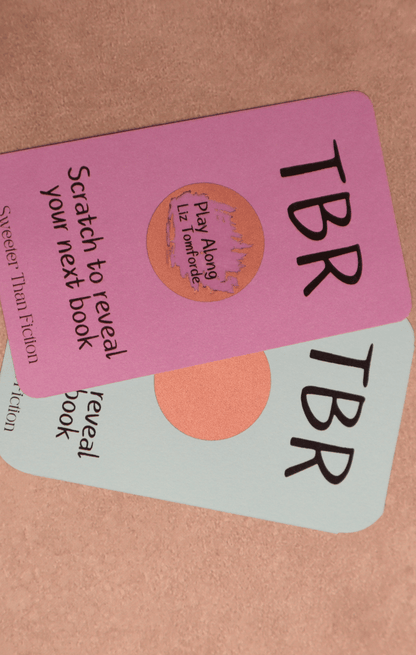 TBR
Play Along
Liz Tomforde
Scratch to reveal
your next book
Sweeter Than Fiction
TBR
reveal
book
Fiction